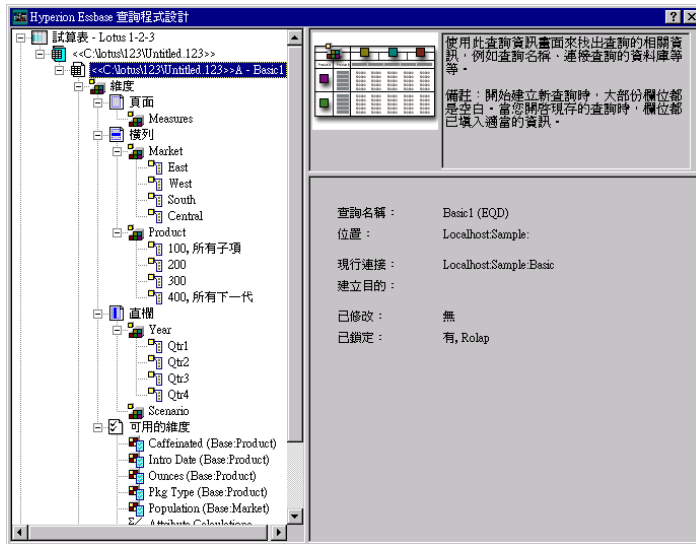 Hyperion Essbase 查詢程式設計
試算表 - Lotus 1-2-3
<<C:\lotus\123\Untitled.123>>
<<C:\lotus\123\Untitled.123>>A - Basic1
維度
頁面
Measures
橫列
Market
East
West
South
Central
Product
100, 所有子項
200
300
400, 所有下一代
直欄
Year
Qtr1
Qtr2
Qtr3
Qtr4
Scenario
可用的維度
Caffeinated (Base:Product)
Intro Date (Base:Product)
Ounces (Base:Product)
Pkg Type (Base:Product)
Population (Base:Market)
Attribute Calculations
使用此查詢資訊畫面來找出查詢的相關資
訊，例如查詢名稱、連接查詢的資料庫等
等。
備註：開始建立新查詢時，大部份欄位都
是空白。當您開啓現存的查詢時，欄位都
已填入適當的資訊。
查詢名稱： Basic1 (EQD)
位置： Localhost:Sample:
現行連接： Localhost:Sample:Basic
建立目的：
已修改： 無
已鎖定： 有, Rolap